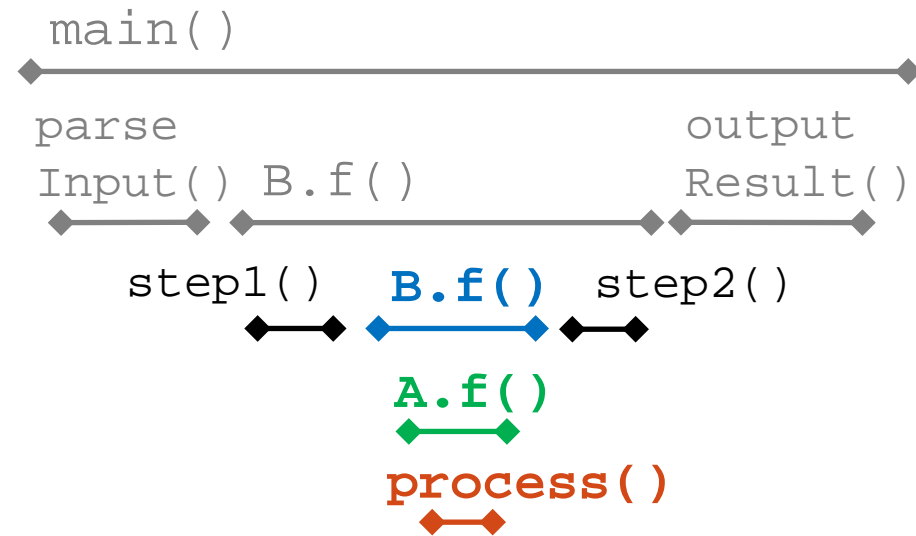 main()
parse
Input()
B.f()
output
Result()
step1()
B.f()
step2()
A.f()
process()